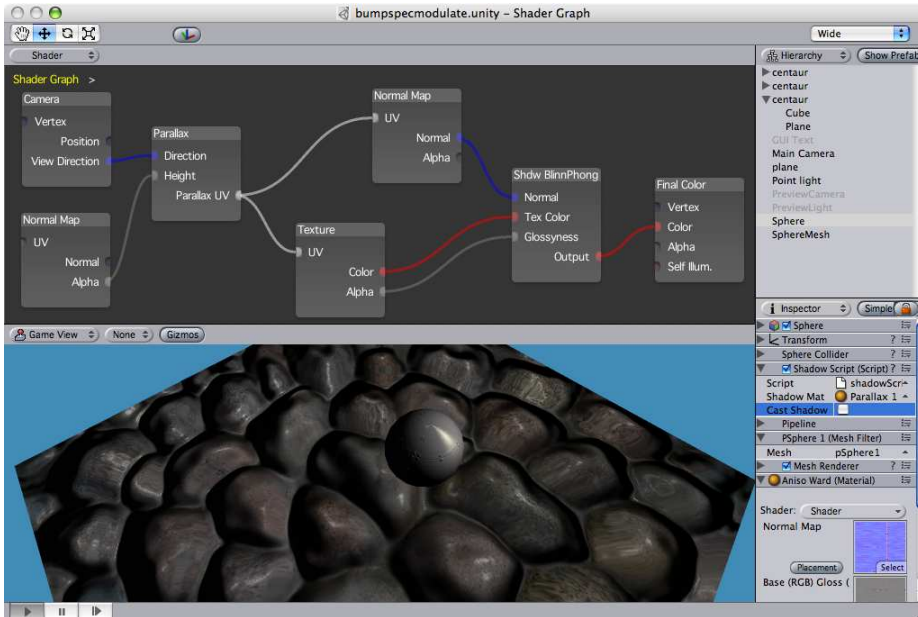 bumpspecmodulate.unity – Shader Graph
Wide
Shader
Hierarchy
Show Prefab
Shader Graph >
Camera
Vertex
Position
View Direction
Parallax
Direction
Height
Parallax UV
Normal Map
UV
Normal
Alpha
Normal Map
UV
Normal
Alpha
Texture
UV
Color
Alpha
Shdw BlinnPhong
Normal
Tex Color
Glossyness
Output
Final Color
Vertex
Color
Alpha
Self Illum.
centaur
centaur
centaur
Cube
Plane
GUI Text
Main Camera
plane
Point light
PreviewCamera
PreviewLight
Sphere
SphereMesh
Game View
None
Gizmos
Inspector
Simple
Sphere
Transform ?
Sphere Collider ?
Shadow Script (Script) ?
Script shadowScri
Shadow Mat Parallax 1
Cast Shadow
Pipeline
PSphere 1 (Mesh Filter)
Mesh pSphere1
Mesh Renderer ?
Aniso Ward (Material)
Shader: Shader
Normal Map
Placement
Select
Base (RGB) Gloss (